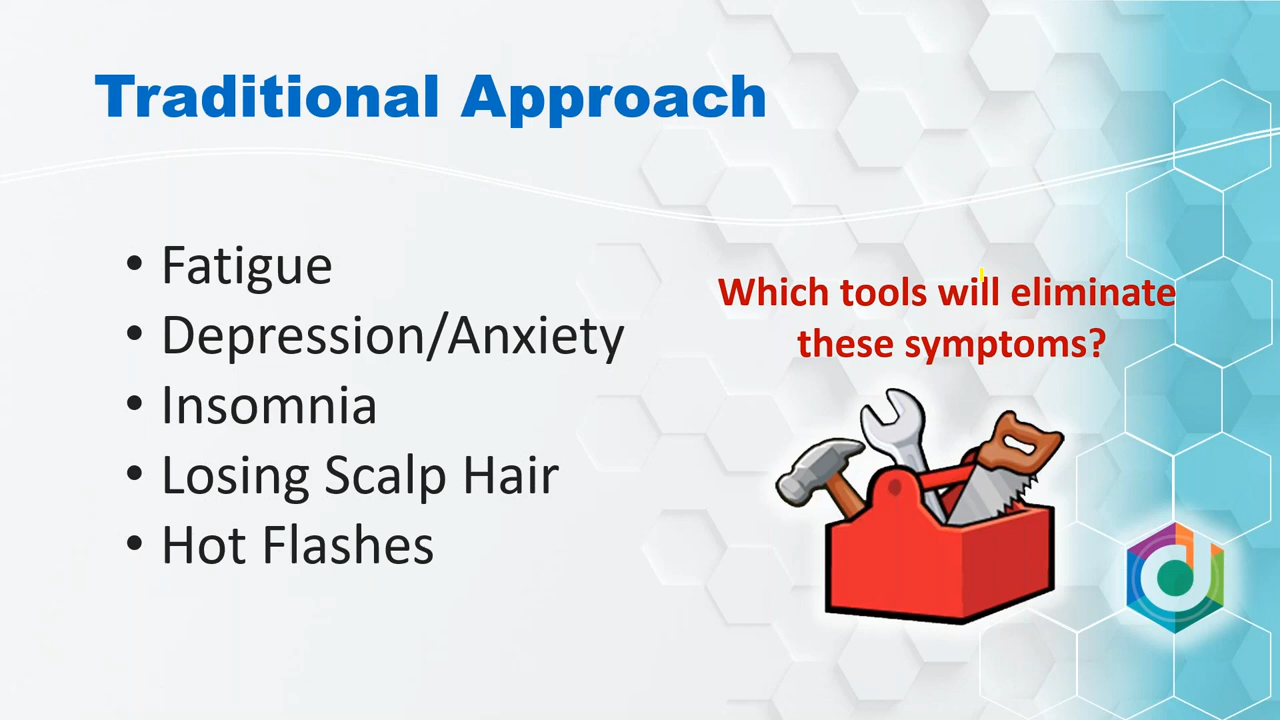 Traditional Approach
• Fatigue
• Depression/Anxiety
• Insomnia
• Losing Scalp Hair
• Hot Flashes
Which tools will eliminate
these symptoms?